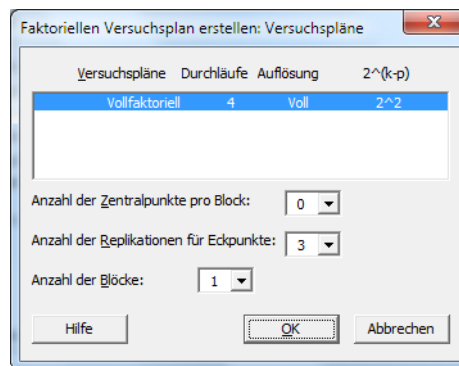 Faktoriellen Versuchsplan erstellen: Versuchspläne
Versuchspläne Durchläufe Auflösung 2^(k-p)
Vollfaktoriell 4 Voll 2^2
Anzahl der Zentralpunkte pro Block: 0
Anzahl der Replikationen für Eckpunkte: 3
Anzahl der Blöcke: 1
Hilfe OK Abbrechen